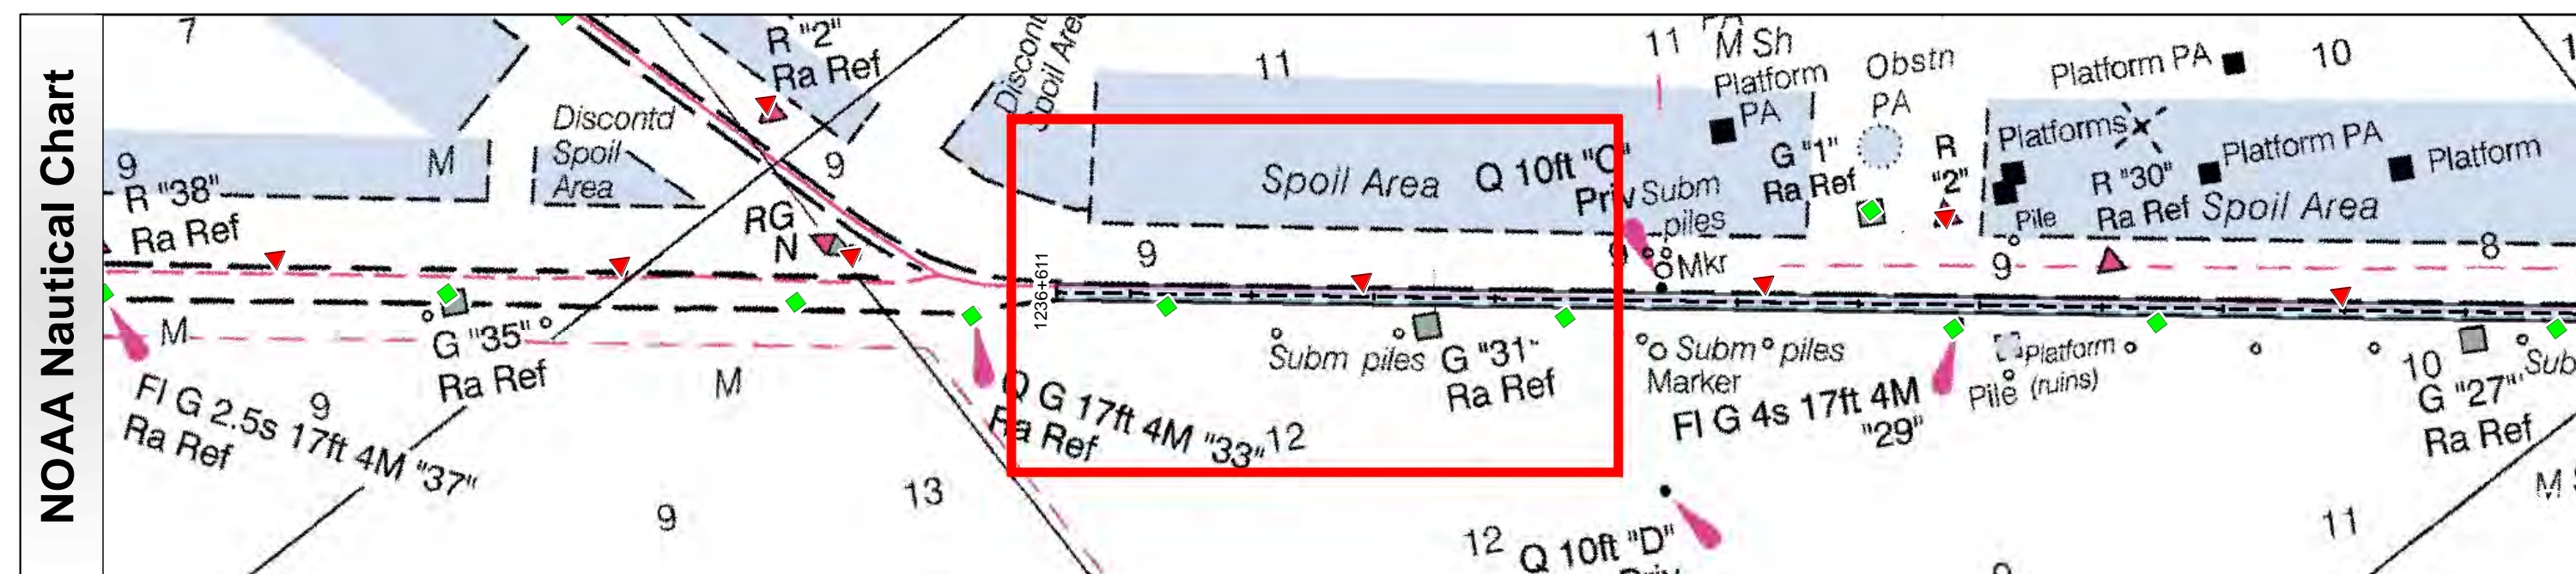 NOAA Nautical Chart
7
R "2"
Ra Ref
11
11
M Sh
Platform
PA
Obstn
PA
Platform PA
10
Discontd
Spoil
Area
9
M
9
R "38"
Ra Ref
RG
N
Spoil Area
Q 10ft "C"
Priv
Subm
piles
G "1"
Ra Ref
R
"2"
Platforms
Platform PA
Platform
R "30"
Ra Ref
Spoil Area
Pile
8
9
9
9
Mkr
1236+611
M
G "35"
Ra Ref
Subm piles
G "31"
Ra Ref
Subm piles
Marker
Platform
(ruins)
Pile
10
G "27"
Ra Ref
Fl G 2.5s 17ft 4M "37"
Ra Ref
9
M
Q G 17ft 4M "33"
Ra Ref
12
Fl G 4s 17ft 4M
"29"
13
9
12
Q 10ft "D"
11